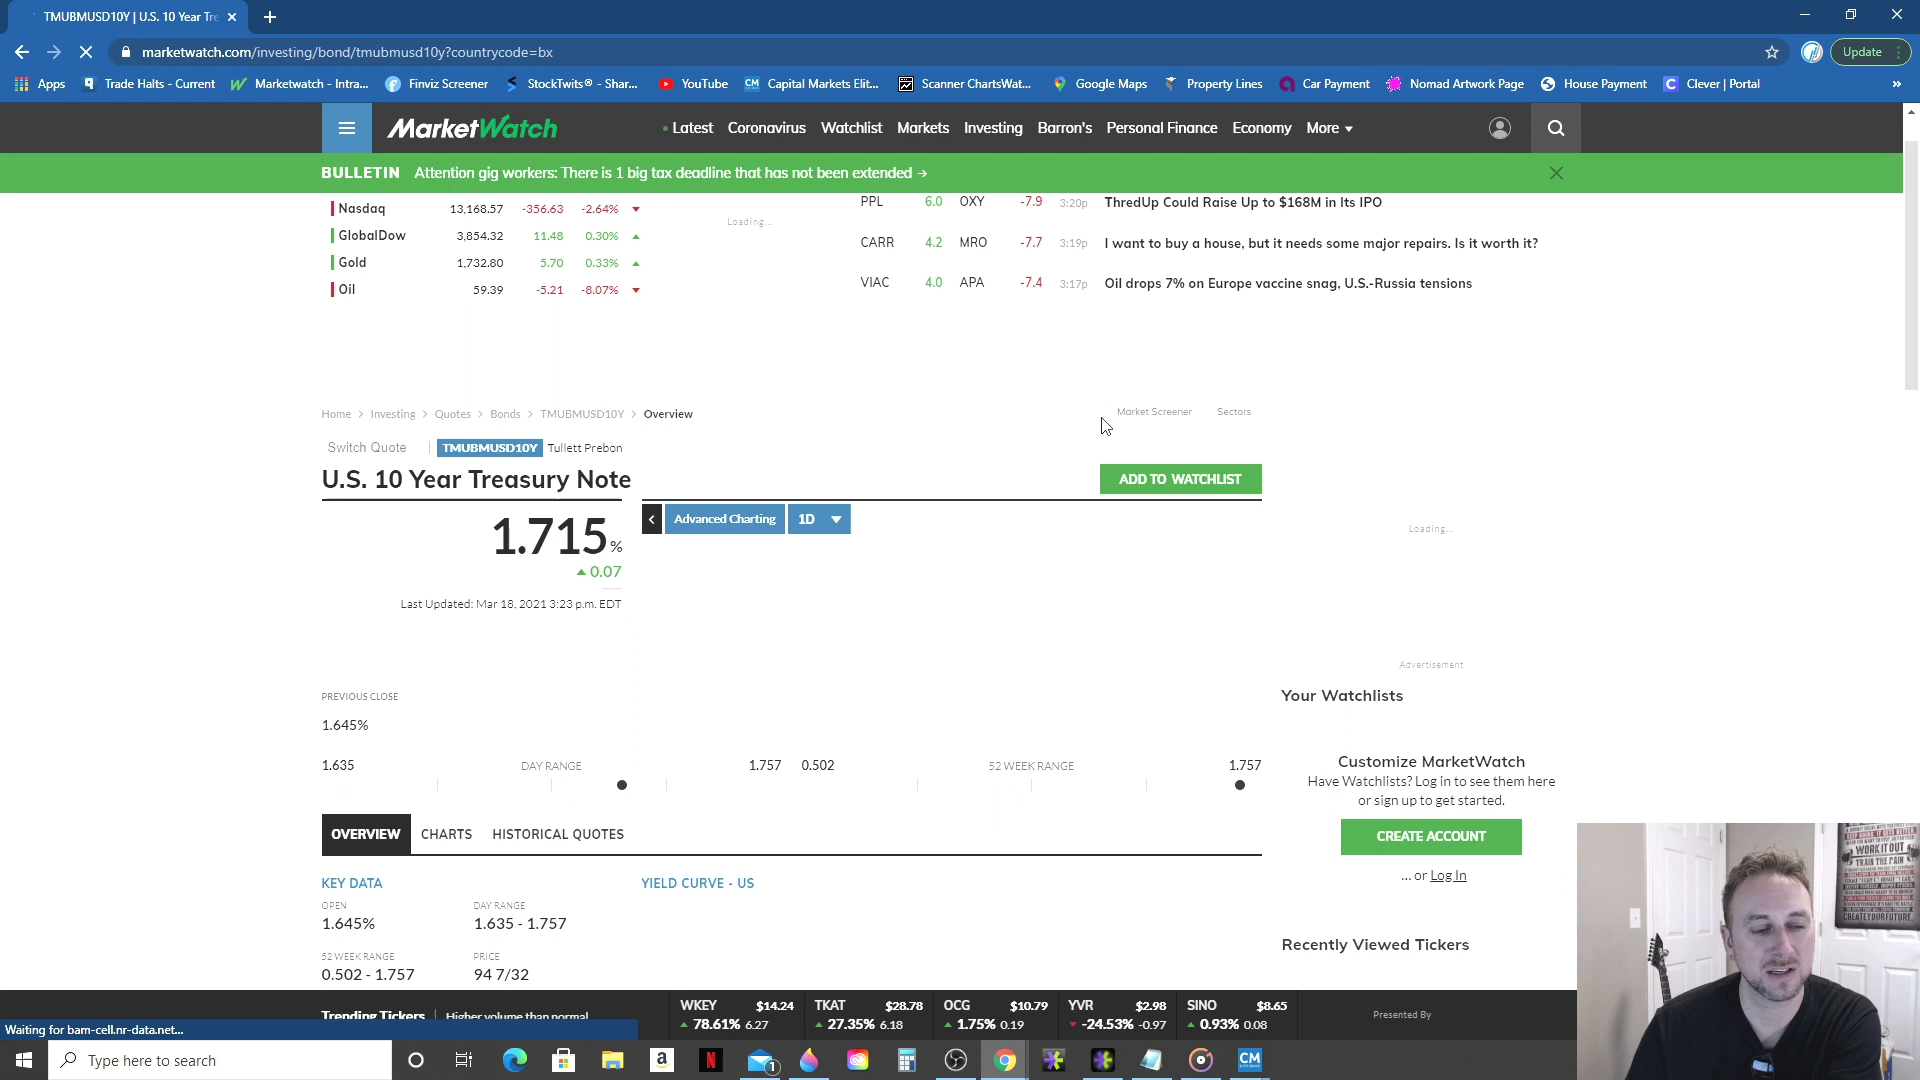 TMUBMUSD10Y | U.S. 10 Year Tre
marketwatch.com/investing/bond/tmubmusd10y?countrycode=bx
Update
Apps
Trade Halts - Current
Marketwatch - Intra...
Finviz Screener
StockTwits® - Shar...
YouTube
Capital Markets Elit...
Scanner ChartsWat...
Google Maps
Property Lines
Car Payment
Nomad Artwork Page
House Payment
Clever | Portal
»
MarketWatch
Latest
Coronavirus
Watchlist
Markets
Investing
Barron's
Personal Finance
Economy
More
BULLETIN Attention gig workers: There is 1 big tax deadline that has not been extended →
Nasdaq 13,168.57 -356.63 -2.64%
GlobalDow 3,854.32 11.48 0.30%
Gold 1,732.80 5.70 0.33%
Oil 59.39 -5.21 -8.07%
Loading...
PPL 6.0 OXY -7.9
CARR 4.2 MRO -7.7
VIAC 4.0 APA -7.4
3:20p ThredUp Could Raise Up to $168M in Its IPO
3:19p I want to buy a house, but it needs some major repairs. Is it worth it?
3:17p Oil drops 7% on Europe vaccine snag, U.S.-Russia tensions
Home > Investing > Quotes > Bonds > TMUBMUSD10Y > Overview
Market Screener
Sectors
Switch Quote | TMUBMUSD10Y Tullett Prebon
U.S. 10 Year Treasury Note
ADD TO WATCHLIST
1.715%
0.07
Last Updated: Mar 18, 2021 3:23 p.m. EDT
Advanced Charting
1D
Loading...
Advertisement
PREVIOUS CLOSE
1.645%
1.635 DAY RANGE 1.757
0.502 52 WEEK RANGE 1.757
Your Watchlists
Customize MarketWatch
Have Watchlists? Log in to see them here
or sign up to get started.
CREATE ACCOUNT
... or Log In
Recently Viewed Tickers
OVERVIEW
CHARTS
HISTORICAL QUOTES
KEY DATA
YIELD CURVE - US
OPEN
1.645%
DAY RANGE
1.635 - 1.757
52 WEEK RANGE
0.502 - 1.757
PRICE
94 7/32
WORK IT OUT
TRAIN THE PAIN
CREATE YOUR FUTURE
Trending Tickers | Higher volume than normal
WKEY $14.24
78.61% 6.27
TKAT $28.78
27.35% 6.18
OCG $10.79
1.75% 0.19
YVR $2.98
-24.53% -0.97
SINO $8.65
0.93% 0.08
Presented By
Waiting for bam-cell.nr-data.net...
Type here to search
1
CM